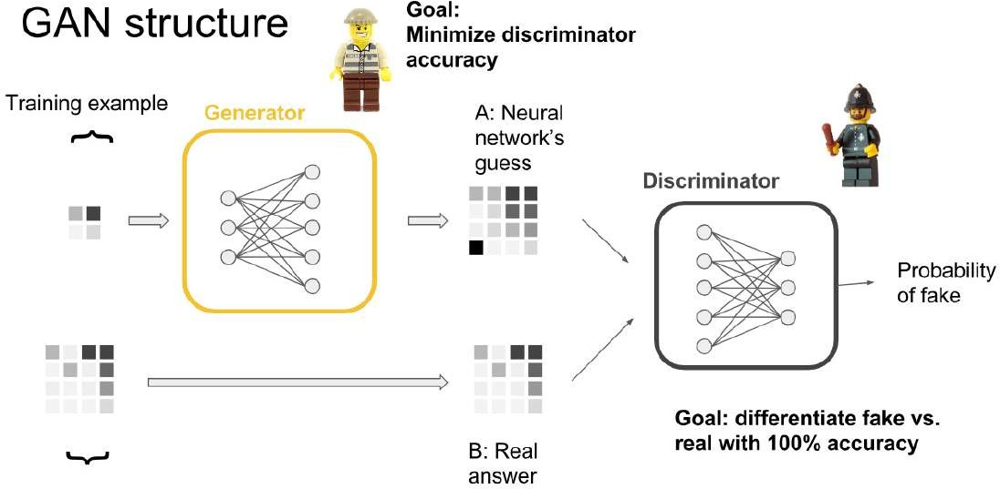 GAN structure
Goal:
Minimize discriminator
accuracy
Training example
Generator
A: Neural
network's
guess
Discriminator
Probability
of fake
Goal: differentiate fake vs.
real with 100% accuracy
B: Real
answer